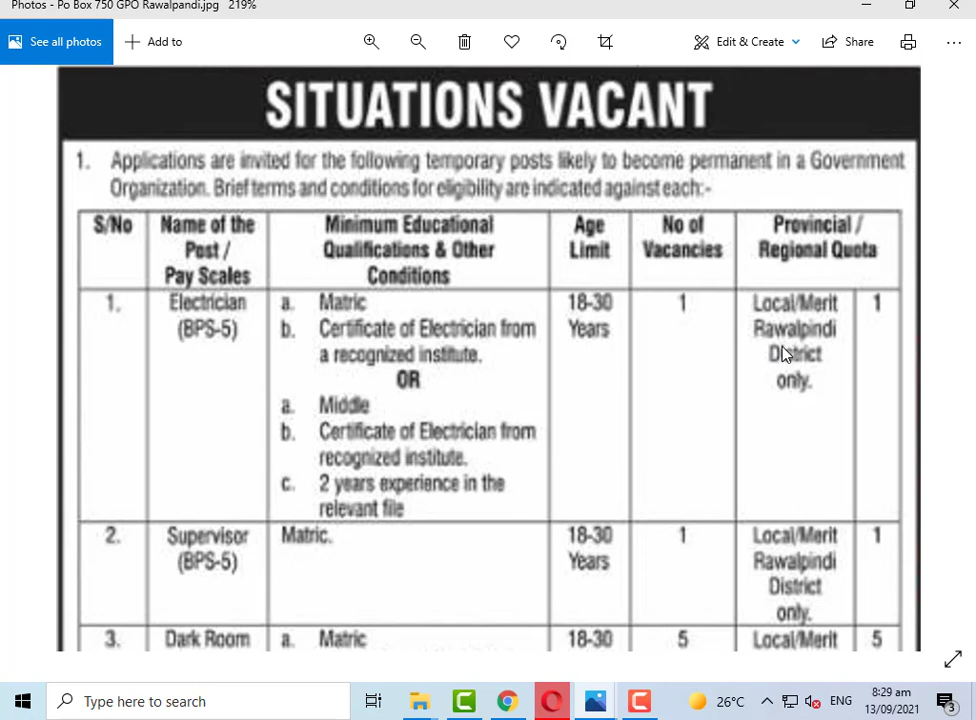 Photos - Po Box 750 GPO Rawalpandi.jpg 219%
See all photos
Add to
Edit & Create
Share
SITUATIONS VACANT
1. Applications are invited for the following temporary posts likely to become permanent in a Government
Organization. Brief terms and conditions for eligibility are indicated against each:-
S/No Name of the Minimum Educational Age No of Provincial /
Post / Qualifications & Other Limit Vacancies Regional Quota
Pay Scales Conditions
1. Electrician a. Matric 18-30 1 Local/Merit 1
(BPS-5) b. Certificate of Electrician from Years Rawalpindi
a recognized institute. District
OR only.
a. Middle
b. Certificate of Electrician from
recognized institute.
c. 2 years experience in the
relevant file
2. Supervisor Matric. 18-30 1 Local/Merit 1
(BPS-5) Years Rawalpindi
District
only.
3. Dark Room a. Matric 18-30 5 Local/Merit 5
Type here to search
26°C
ENG
8:29 am
13/09/2021
3